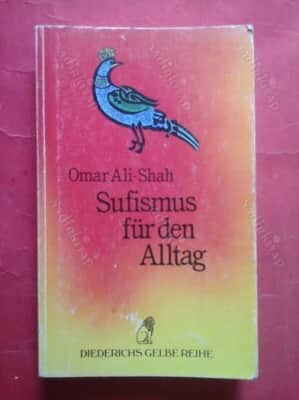 Omar Ali-Shah
Sufismus
für den
Alltag
DIEDERICHS GELBE REIHE